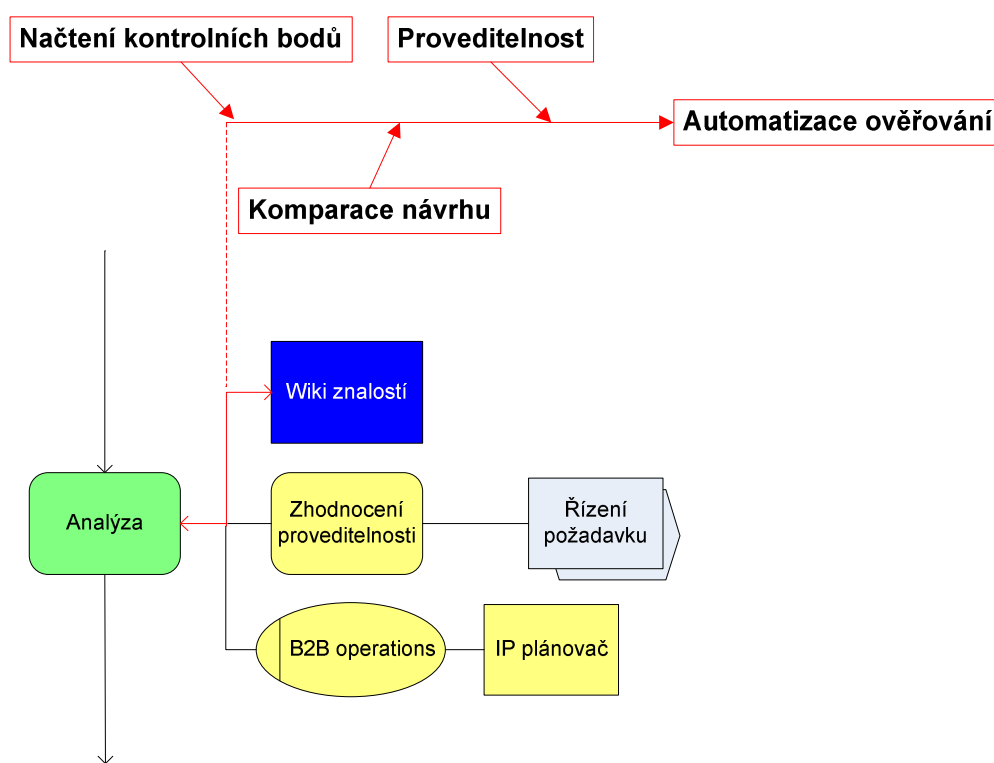 Načtení kontrolních bodů
Proveditelnost
Automatizace ověřování
Komparace návrhu
Wiki znalostí
Analýza
Zhodnocení
proveditelnosti
Řízení
požadavku
B2B operations
IP plánovač